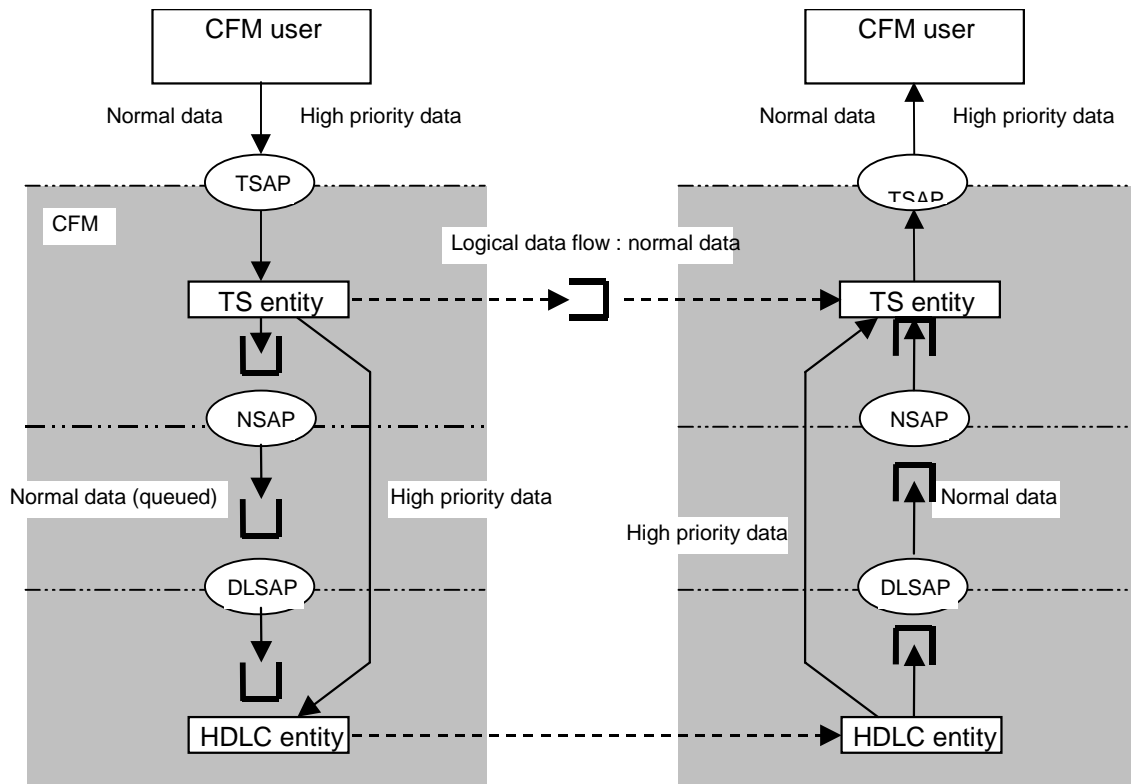 CFM user
CFM user
Normal data
High priority data
Normal data
High priority data
TSAP
TSAP
CFM
Logical data flow : normal data
TS entity
TS entity
NSAP
NSAP
Normal data (queued)
High priority data
Normal data
High priority data
DLSAP
DLSAP
HDLC entity
HDLC entity